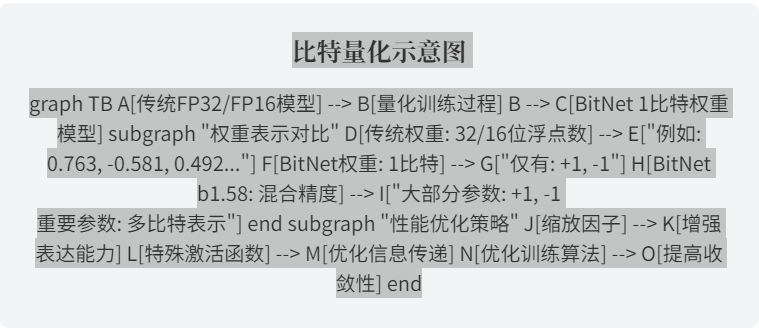 比特量化示意图
graph TB A[传统FP32/FP16模型] --> B[量化训练过程] B --> C[BitNet 1比特权重
模型] subgraph "权重表示对比" D[传统权重: 32/16位浮点数] --> E["例如:
0.763, -0.581, 0.492..."] F[BitNet权重: 1比特] --> G["仅有: +1, -1"] H[BitNet
b1.58: 混合精度] --> I["大部分参数: +1, -1
重要参数: 多比特表示"] end subgraph "性能优化策略" J[缩放因子] --> K[增强
表达能力] L[特殊激活函数] --> M[优化信息传递] N[优化训练算法] --> O[提高收
敛性] end